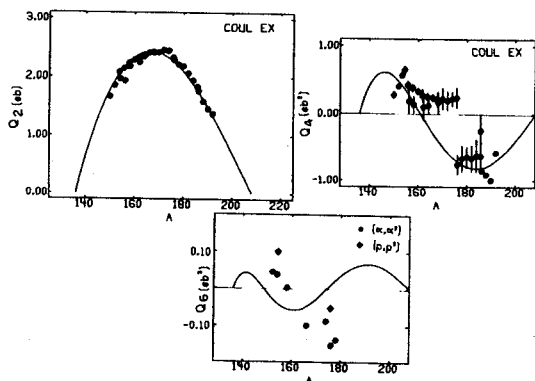 COUL EX
3.00
2.00
1.00
0.00
Q2 (eb)
140 160 180 200 220
A
COUL EX
1.00
0.00
-1.00
Q4 (eb²)
140 160 180 200
A
(α,α')
(p,p')
0.10
-0.10
Q6 (eb³)
140 160 180 200
A